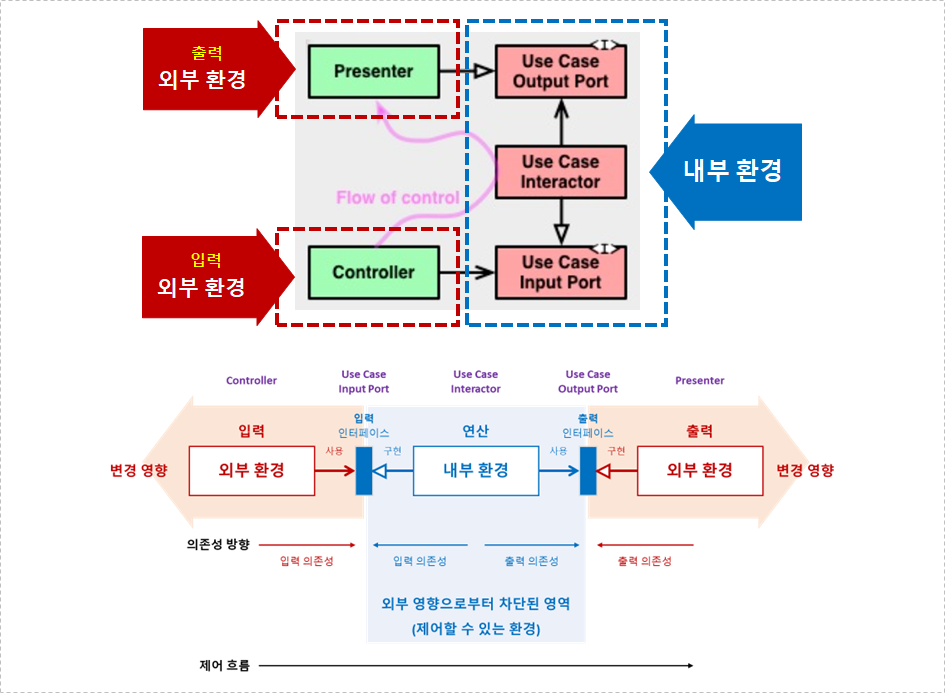 출력
외부 환경
Presenter
<I>
Use Case
Output Port
Use Case
Interactor
내부 환경
Flow of control
입력
외부 환경
Controller
<I>
Use Case
Input Port
Controller
Use Case
Input Port
Use Case
Interactor
Use Case
Output Port
Presenter
입력
입력
인터페이스
연산
출력
인터페이스
출력
변경 영향
외부 환경
사용
구현
내부 환경
사용
구현
외부 환경
변경 영향
의존성 방향
입력 의존성
입력 의존성
출력 의존성
출력 의존성
외부 영향으로부터 차단된 영역
(제어할 수 있는 환경)
제어 흐름